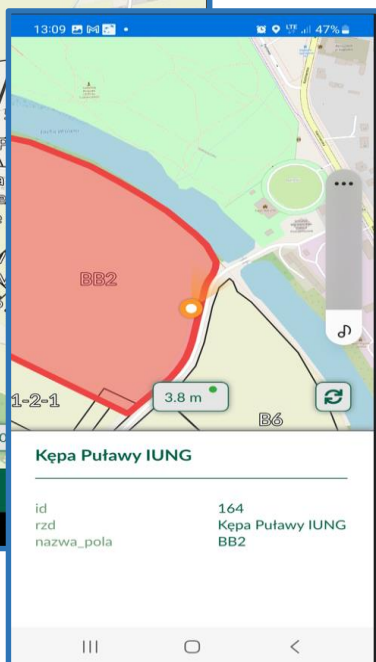 13:09
LTE 47%
BB2
1-2-1
3.8 m
B6
Kępa Puławy IUNG
id 164
rzd Kępa Puławy IUNG
nazwa_pola BB2